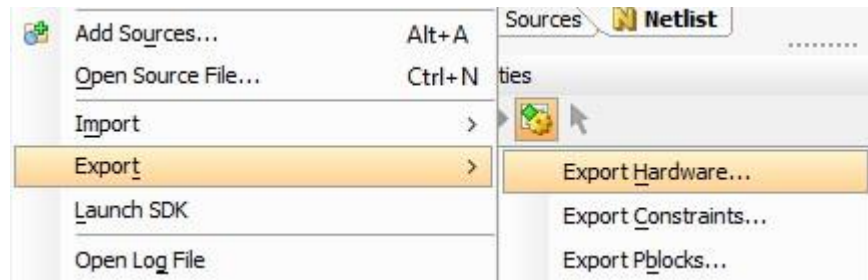 Add Sources... Alt+A
Open Source File... Ctrl+N
Import >
Export >
Launch SDK
Open Log File
Sources Netlist
ties
Export Hardware...
Export Constraints...
Export Pblocks...